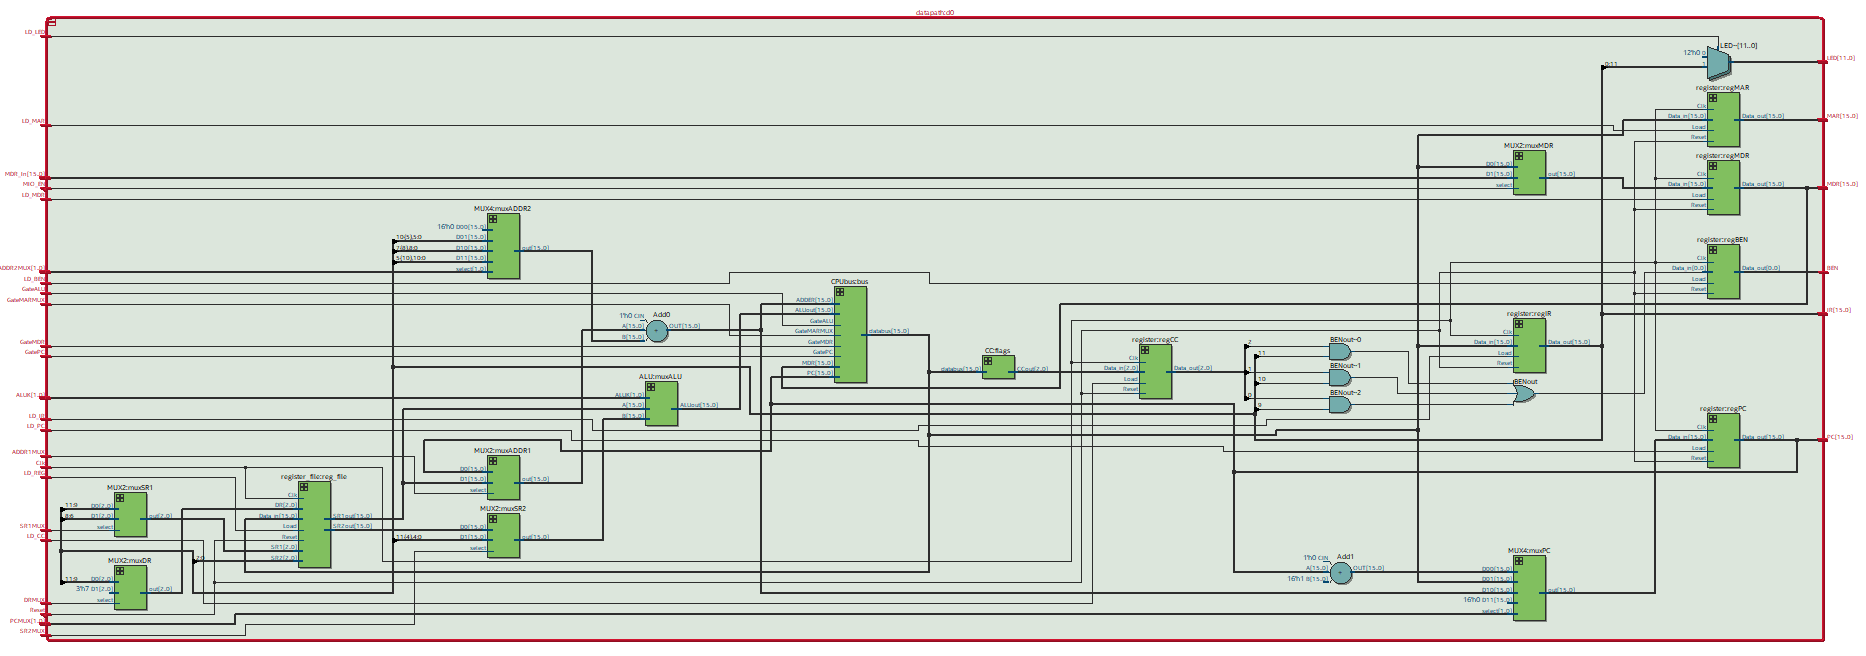 datapath:d0
LD_LED
LED~[11..0]
12'h0 0
1
0:11
LED[11..0]
register:regMAR
Clk
Data_in[15..0]
Data_out[15..0]
Load
Reset
LD_MAR
MAR[15..0]
MUX2:muxMDR
D0[15..0]
D1[15..0]
out[15..0]
select
register:regMDR
Clk
Data_in[15..0]
Data_out[15..0]
Load
Reset
MDR_In[15..0]
MIO_EN
LD_MDR
MDR[15..0]
MUX4:muxADDR2
16'h0 D00[15..0]
10(5),5:0
D01[15..0]
D10[15..0]
out[15..0]
5(10),10:0
D11[15..0]
select[1..0]
register:regBEN
Clk
Data_in[0..0]
Data_out[0..0]
Load
Reset
BEN
ADDR2MUX[1..0]
LD_BEN
GateALU
GateMARMUX
GateMDR
GatePC
CPUbus:bus
ADDER[15..0]
ALUout[15..0]
GateALU
GateMARMUX
databus[15..0]
GateMDR
GatePC
MDR[15..0]
PC[15..0]
Add0
1'h0 CIN
A[15..0]
OUT[15..0]
B[15..0]
IR[15..0]
register:regIR
Clk
Data_in[15..0]
Data_out[15..0]
Load
Reset
register:regCC
Clk
Data_in[2..0]
Data_out[2..0]
Load
Reset
CC:flags
databus[15..0]
CCout[2..0]
2
11
BENout~0
1
10
BENout~1
0
9
BENout~2
BENout
ALU:muxALU
ALUK[1..0]
A[15..0]
ALUout[15..0]
B[15..0]
ALUK[1..0]
LD_IR
LD_PC
ADDR1MUX
Clk
LD_REG
register:regPC
Clk
Data_in[15..0]
Data_out[15..0]
Load
Reset
PC[15..0]
MUX2:muxADDR1
D0[15..0]
D1[15..0]
out[15..0]
select
register_file:reg_file
Clk
DR[2..0]
Data_in[15..0]
SR1out[15..0]
Load
SR2out[15..0]
Reset
SR1[2..0]
SR2[2..0]
2:0
MUX2:muxSR1
11:9
D0[2..0]
8:6
D1[2..0]
out[2..0]
select
SR1MUX
LD_CC
MUX2:muxSR2
D0[15..0]
11(4),4:0
D1[15..0]
out[15..0]
select
MUX2:muxDR
11:9
D0[2..0]
3'h7 D1[2..0]
out[2..0]
select
DRMUX
Reset
PCMUX[1..0]
SR2MUX
Add1
1'h0 CIN
A[15..0]
OUT[15..0]
16'h1 B[15..0]
MUX4:muxPC
D00[15..0]
D01[15..0]
D10[15..0]
out[15..0]
16'h0 D11[15..0]
select[1..0]